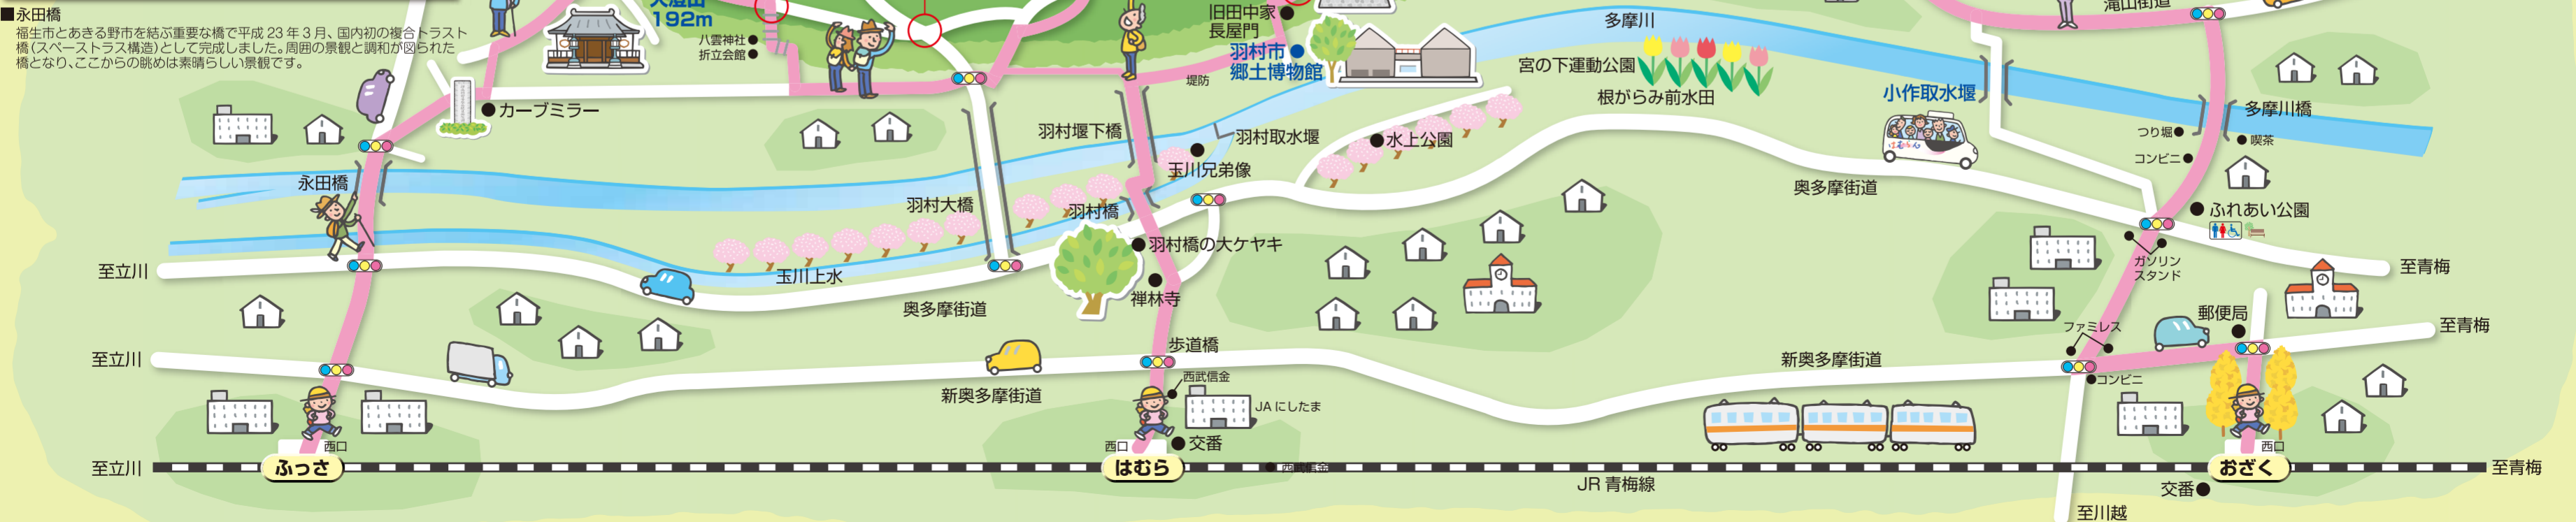 ■永田橋
福生市とあきる野市を結ぶ重要な橋で平成23年3月、国内初の複合トラスト
橋(スペーストラス構造)として完成しました。周囲の景観と調和が図られた
橋となり、ここからの眺めは素晴らしい景観です。
192m
八雲神社
折立会館
カーブミラー
旧田中家
長屋門
羽村市
郷土博物館
堤防
多摩川
宮の下運動公園
根がらみ前水田
小作取水堰
滝山街道
多摩川橋
つり堀
喫茶
コンビニ
ふれあい公園
羽村堰下橋
羽村取水堰
水上公園
玉川兄弟像
奥多摩街道
永田橋
羽村大橋
羽村橋
羽村橋の大ケヤキ
玉川上水
禅林寺
奥多摩街道
至立川
至青梅
ガソリン
スタンド
郵便局
ファミレス
至青梅
至立川
歩道橋
新奥多摩街道
新奥多摩街道
コンビニ
西武信金
JAにしたま
西口
西口
交番
西口
至立川
ふっさ
はむら
西武信金
おざく
至青梅
JR青梅線
交番
至川越